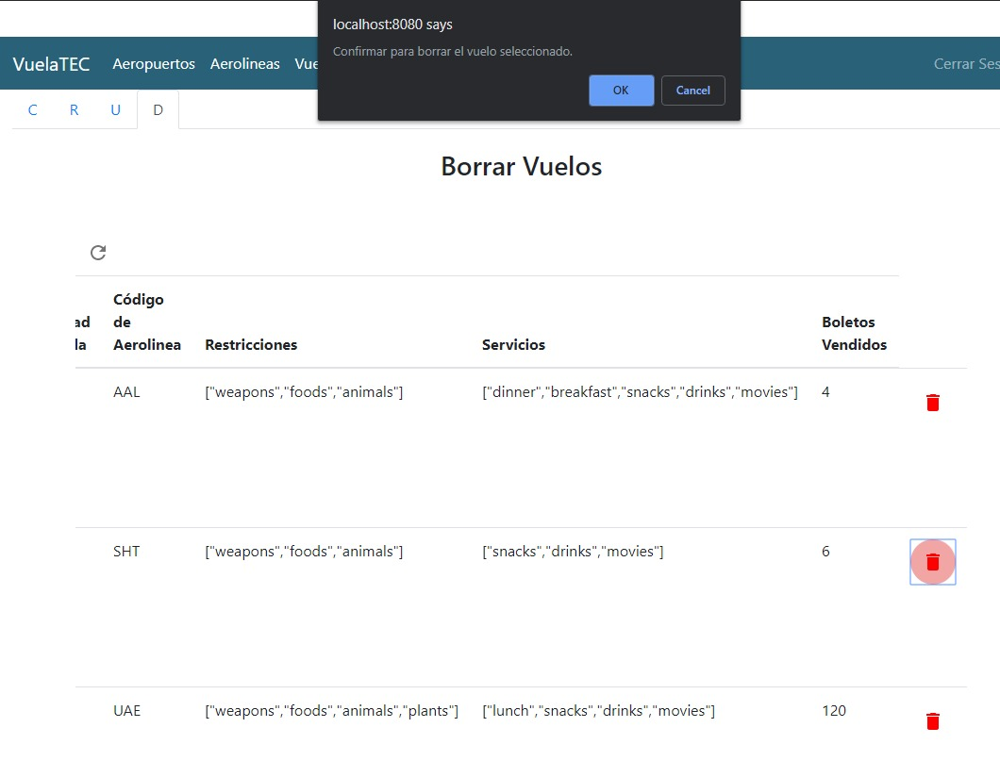 localhost:8080 says
Confirmar para borrar el vuelo seleccionado.
OK Cancel
VuelaTEC Aeropuertos Aerolineas Vue Cerrar Ses
C R U D
Borrar Vuelos
Código
ad de Boletos
la Aerolinea Restricciones Servicios Vendidos
AAL ["weapons","foods","animals"] ["dinner","breakfast","snacks","drinks","movies"] 4
SHT ["weapons","foods","animals"] ["snacks","drinks","movies"] 6
UAE ["weapons","foods","animals","plants"] ["lunch","snacks","drinks","movies"] 120